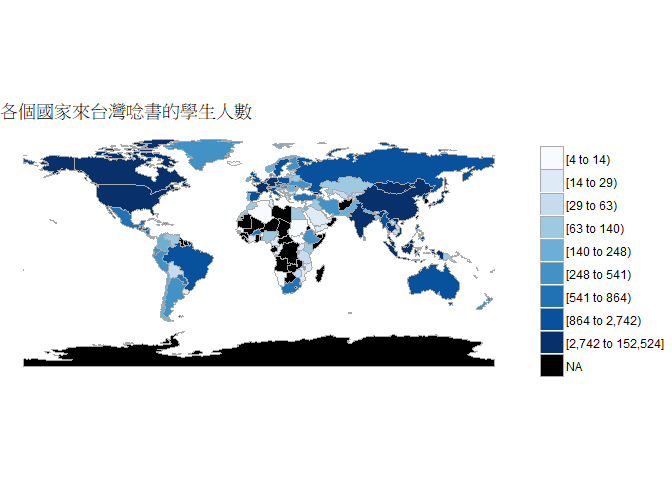 各個國家來台灣唸書的學生人數
[4 to 14)
[14 to 29)
[29 to 63)
[63 to 140)
[140 to 248)
[248 to 541)
[541 to 864)
[864 to 2,742)
[2,742 to 152,524]
NA